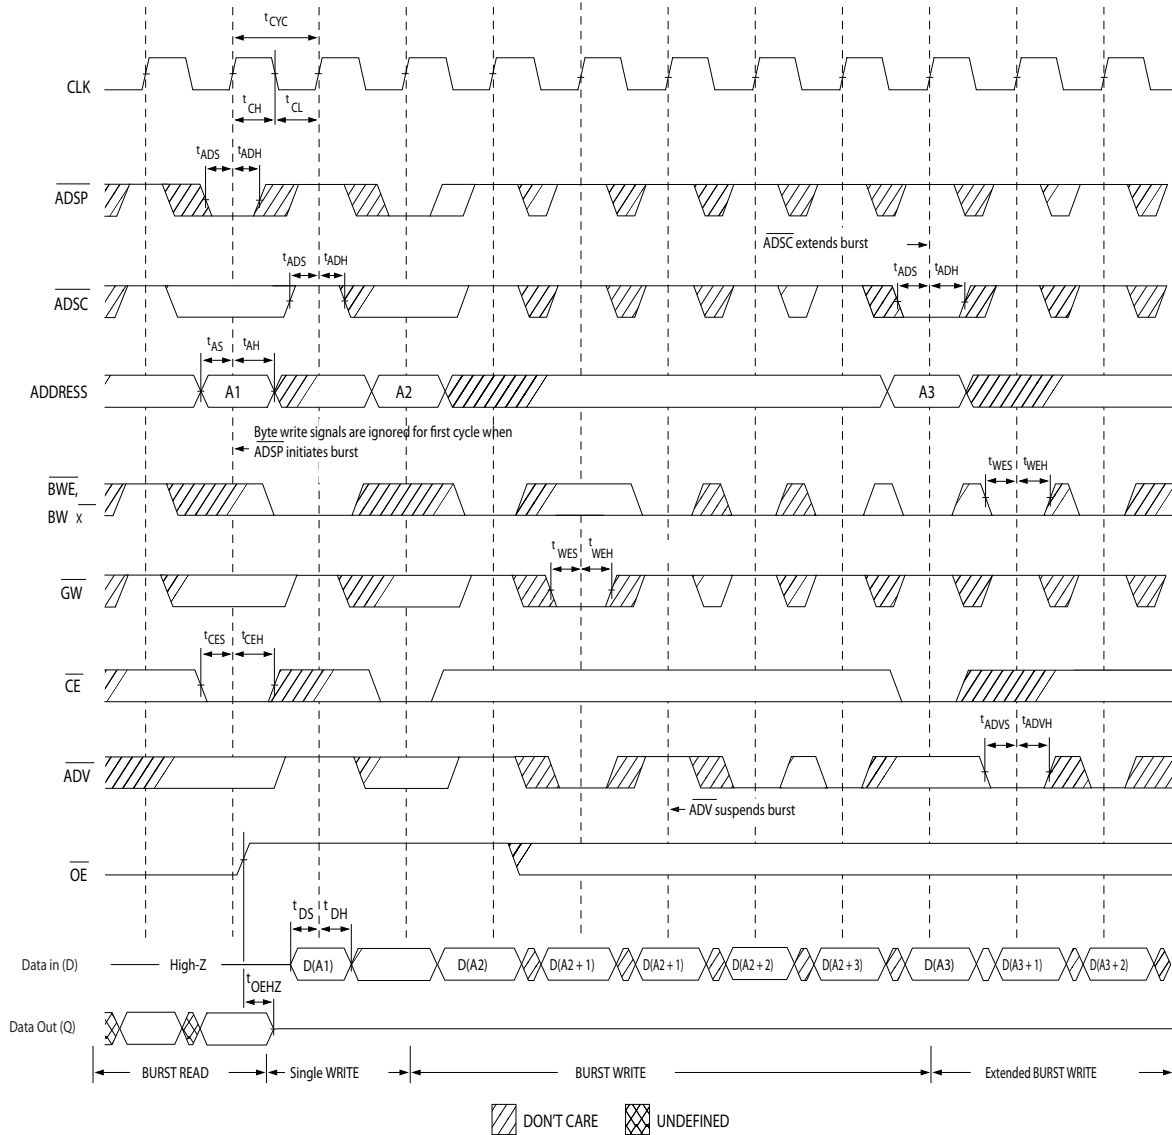 tCYC
CLK
tCH
tCL
tADS
tADH
ADSP
ADSC extends burst
tADS
tADH
tADS
tADH
ADSC
tAS
tAH
ADDRESS
A1
A2
A3
Byte write signals are ignored for first cycle when
ADSP initiates burst
tWES
tWEH
BWE,
BW X
tWES
tWEH
GW
tCES
tCEH
CE
tADVS
tADVH
ADV
ADV suspends burst
OE
tDS
tDH
Data in (D)
High-Z
D(A1)
D(A2)
D(A2 + 1)
D(A2 + 1)
D(A2 + 2)
D(A2 + 3)
D(A3)
D(A3 + 1)
D(A3 + 2)
tOEHZ
Data Out (Q)
BURST READ
Single WRITE
BURST WRITE
Extended BURST WRITE
DON'T CARE
UNDEFINED